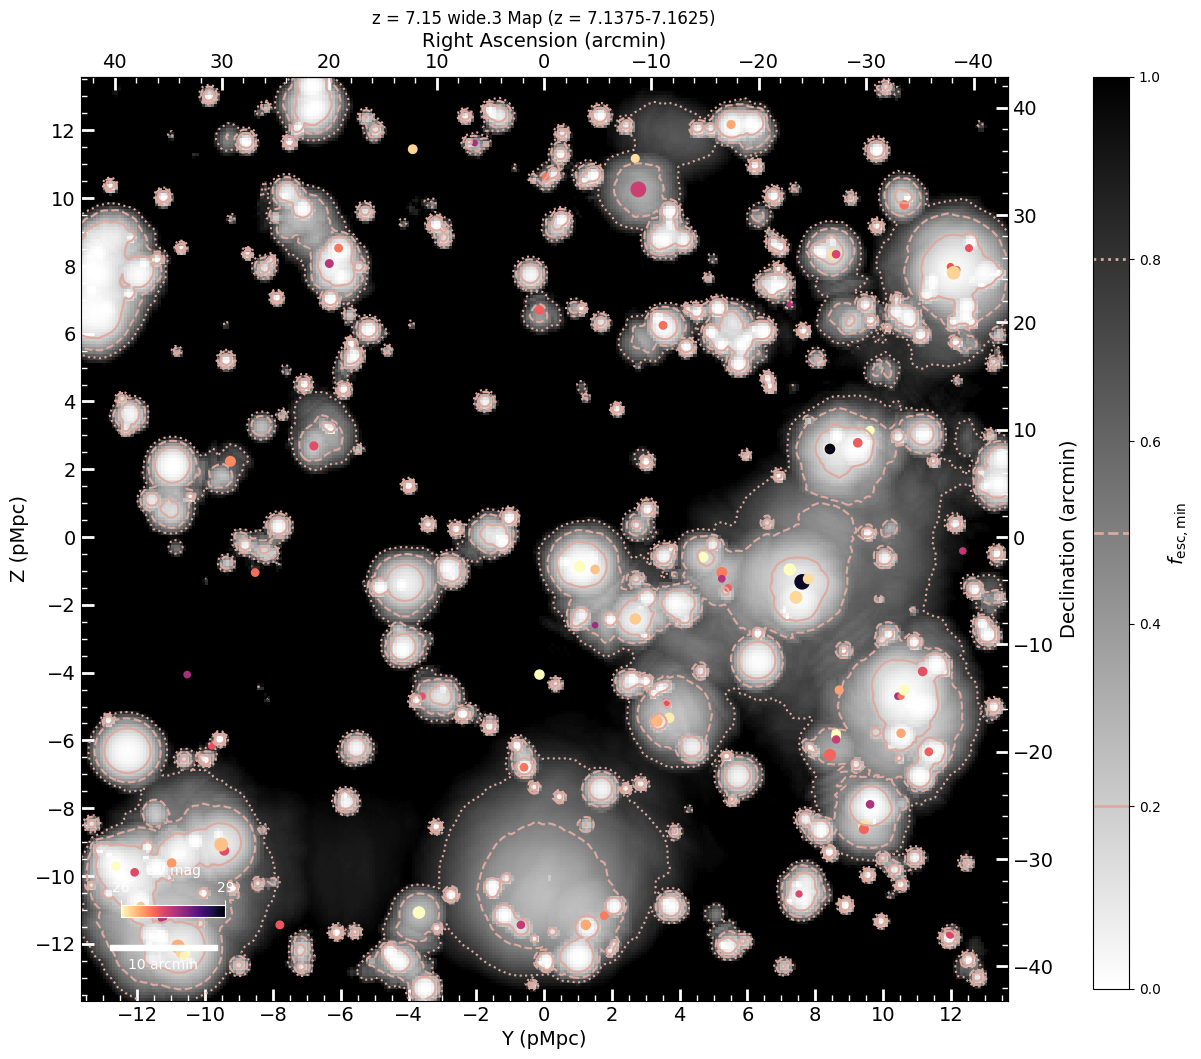 z = 7.15 wide.3 Map (z = 7.1375-7.1625)
Right Ascension (arcmin)
40 30 20 10 0 −10 −20 −30 −40
12
10
8
6
4
2
0
−2
−4
−6
−8
−10
−12
Z (pMpc)
40
30
20
10
0
−10
−20
−30
−40
Declination (arcmin)
1.0
0.8
0.6
0.4
0.2
0.0
fesc,min
mag
29
10 arcmin
−12 −10 −8 −6 −4 −2 0 2 4 6 8 10 12
Y (pMpc)